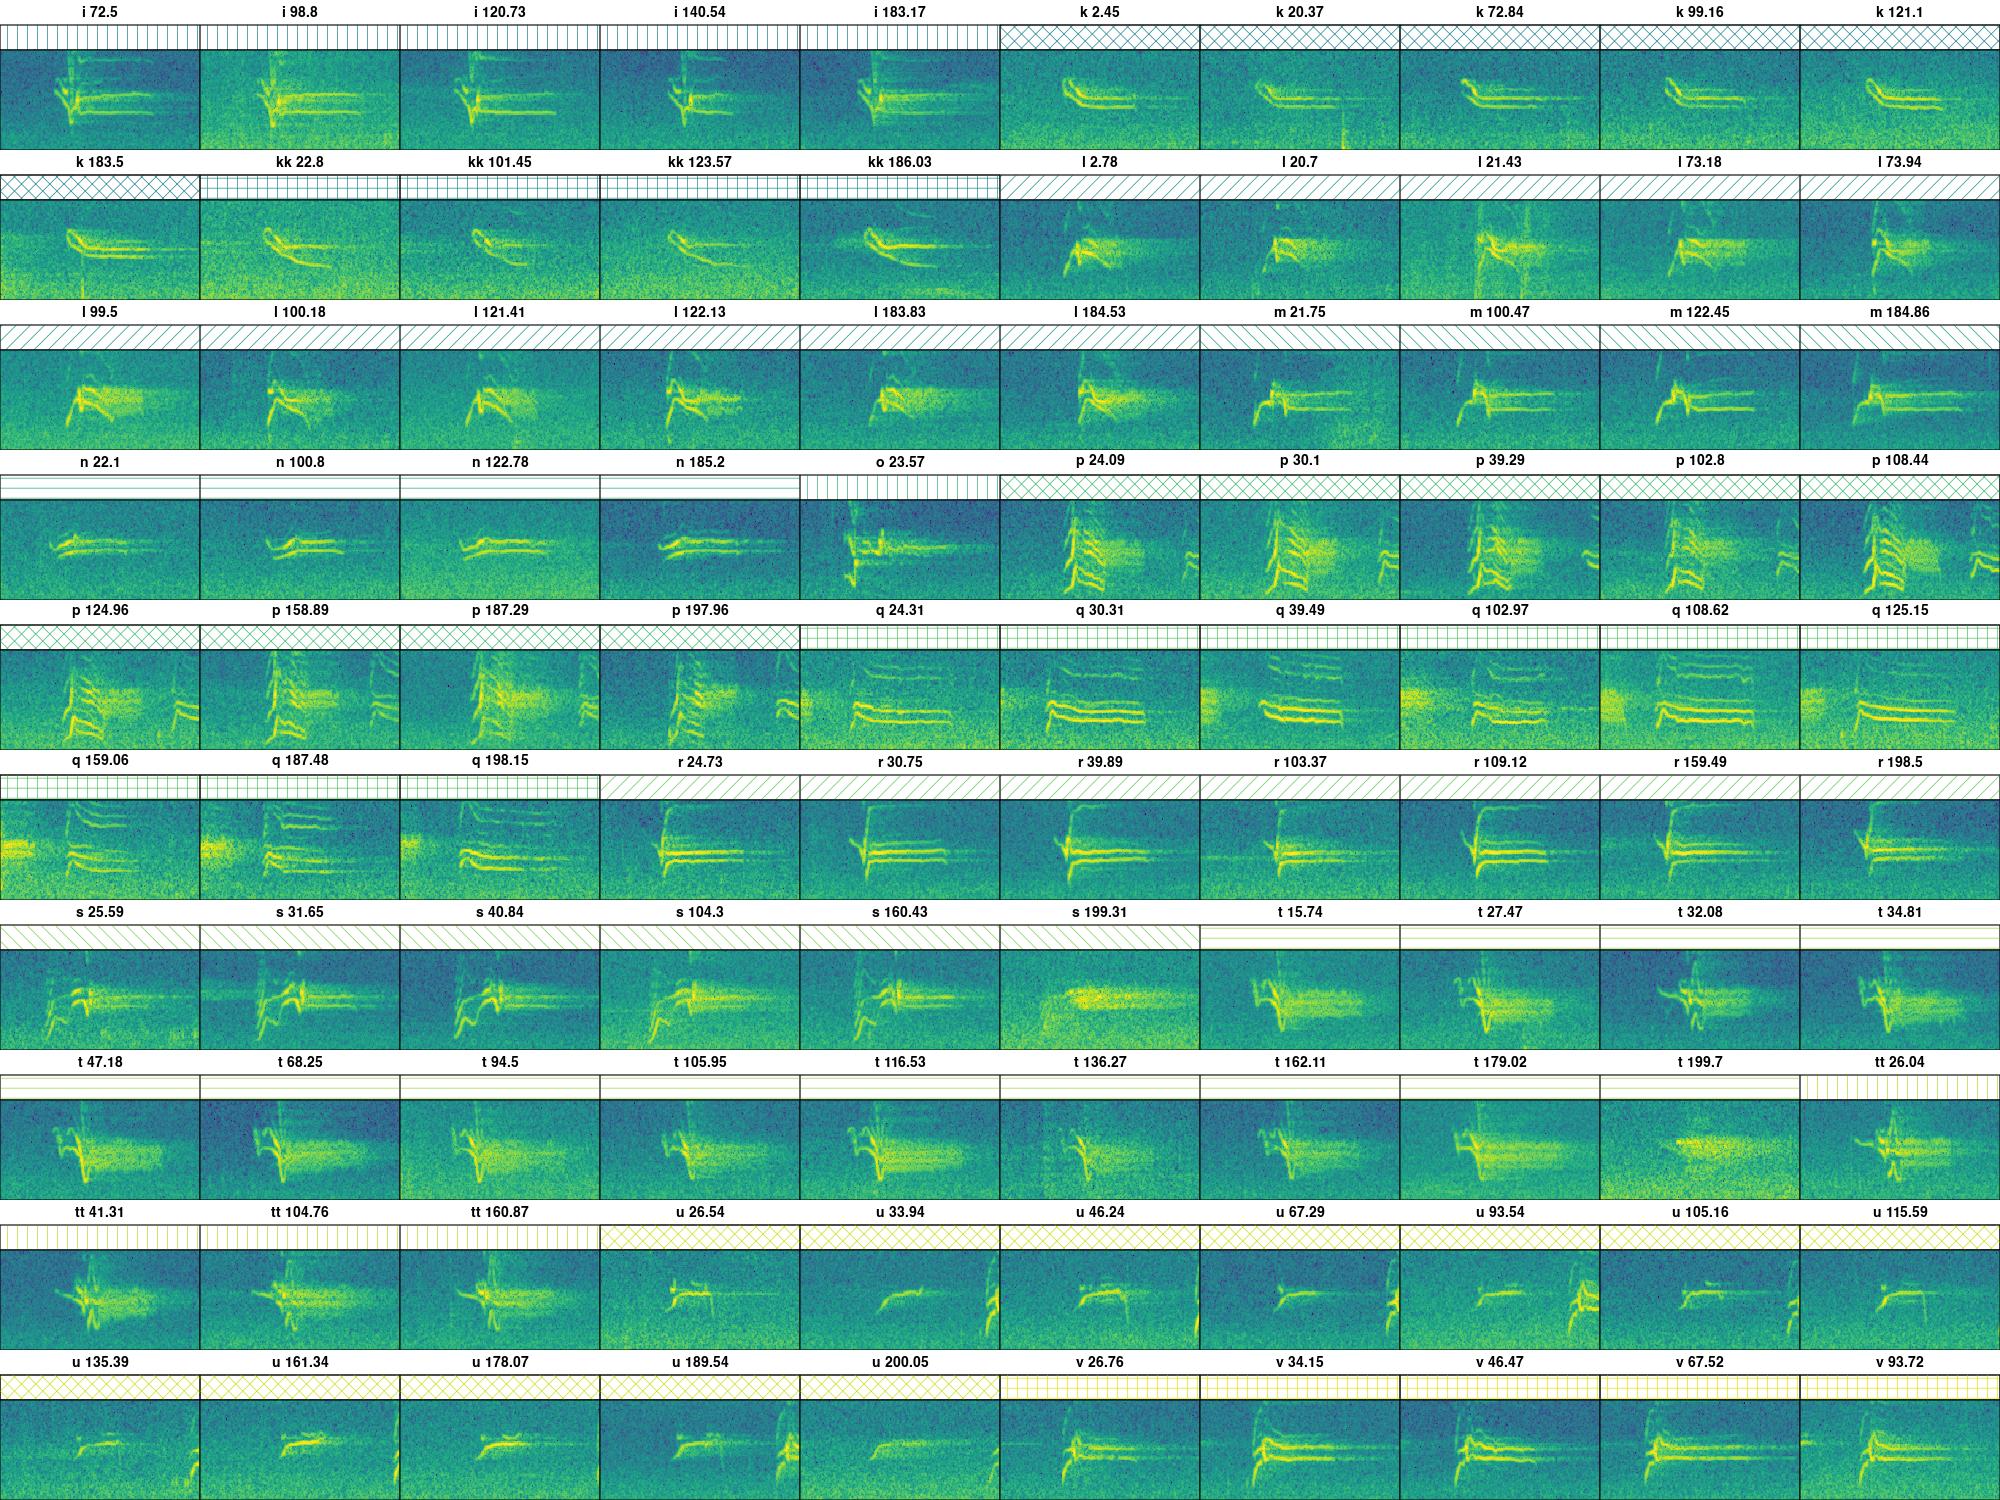 i 72.5 i 98.8 i 120.73 i 140.54 i 183.17 k 2.45 k 20.37 k 72.84 k 99.16 k 121.1
k 183.5 kk 22.8 kk 101.45 kk 123.57 kk 186.03 l 2.78 l 20.7 l 21.43 l 73.18 l 73.94
l 99.5 l 100.18 l 121.41 l 122.13 l 183.83 l 184.53 m 21.75 m 100.47 m 122.45 m 184.86
n 22.1 n 100.8 n 122.78 n 185.2 o 23.57 p 24.09 p 30.1 p 39.29 p 102.8 p 108.44
p 124.96 p 158.89 p 187.29 p 197.96 q 24.31 q 30.31 q 39.49 q 102.97 q 108.62 q 125.15
q 159.06 q 187.48 q 198.15 r 24.73 r 30.75 r 39.89 r 103.37 r 109.12 r 159.49 r 198.5
s 25.59 s 31.65 s 40.84 s 104.3 s 160.43 s 199.31 t 15.74 t 27.47 t 32.08 t 34.81
t 47.18 t 68.25 t 94.5 t 105.95 t 116.53 t 136.27 t 162.11 t 179.02 t 199.7 tt 26.04
tt 41.31 tt 104.76 tt 160.87 u 26.54 u 33.94 u 46.24 u 67.29 u 93.54 u 105.16 u 115.59
u 135.39 u 161.34 u 178.07 u 189.54 u 200.05 v 26.76 v 34.15 v 46.47 v 67.52 v 93.72